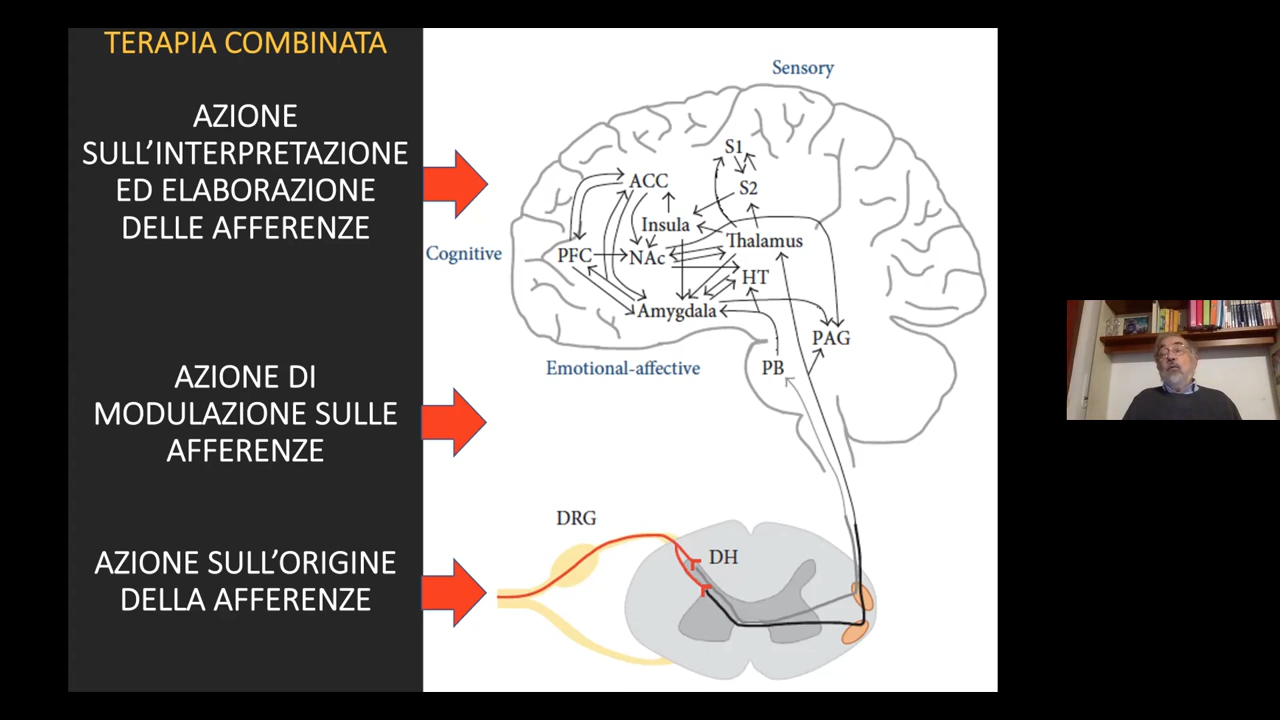 TERAPIA COMBINATA
AZIONE
SULL'INTERPRETAZIONE
ED ELABORAZIONE
DELLE AFFERENZE
AZIONE DI
MODULAZIONE SULLE
AFFERENZE
AZIONE SULL'ORIGINE
DELLA AFFERENZE
Sensory
S1
ACC
S2
Insula
Thalamus
Cognitive
PFC
NAc
HT
Amygdala
PAG
Emotional-affective
PB
DRG
DH